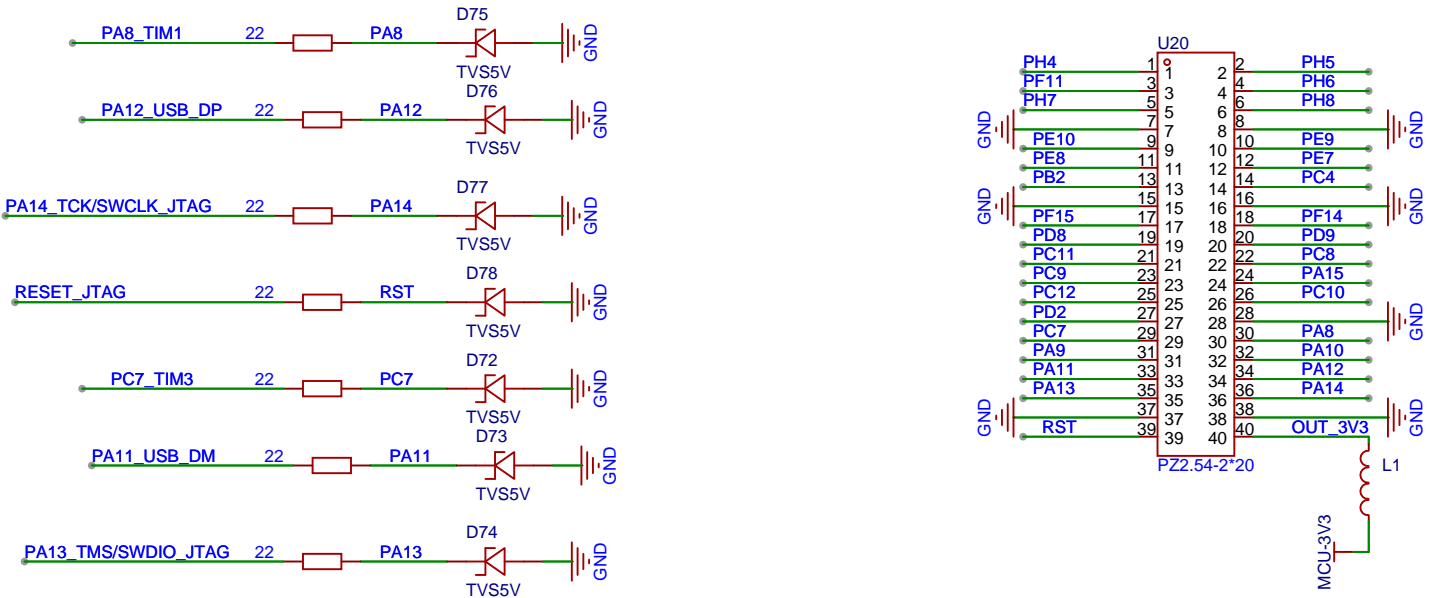 D75
PA8_TIM1 22 PA8 GND
TVS5V
D76
PA12_USB_DP 22 PA12 GND
TVS5V
D77
PA14_TCK/SWCLK_JTAG 22 PA14 GND
TVS5V
D78
RESET_JTAG 22 RST GND
TVS5V
D72
PC7_TIM3 22 PC7 GND
TVS5V
D73
PA11_USB_DM 22 PA11 GND
TVS5V
D74
PA13_TMS/SWDIO_JTAG 22 PA13 GND
TVS5V
U20
PH4 1 1 2 2 PH5
PF11 3 3 4 4 PH6
PH7 5 5 6 6 PH8
GND 7 7 8 8 GND
PE10 9 9 10 10 PE9
PE8 11 11 12 12 PE7
PB2 13 13 14 14 PC4
GND 15 15 16 16 GND
PF15 17 17 18 18 PF14
PD8 19 19 20 20 PD9
PC11 21 21 22 22 PC8
PC9 23 23 24 24 PA15
PC12 25 25 26 26 PC10
PD2 27 27 28 28 GND
PC7 29 29 30 30 PA8
PA9 31 31 32 32 PA10
PA11 33 33 34 34 PA12
PA13 35 35 36 36 PA14
GND 37 37 38 38 GND
RST 39 39 40 40 OUT_3V3
PZ2.54-2*20
L1
MCU-3V3